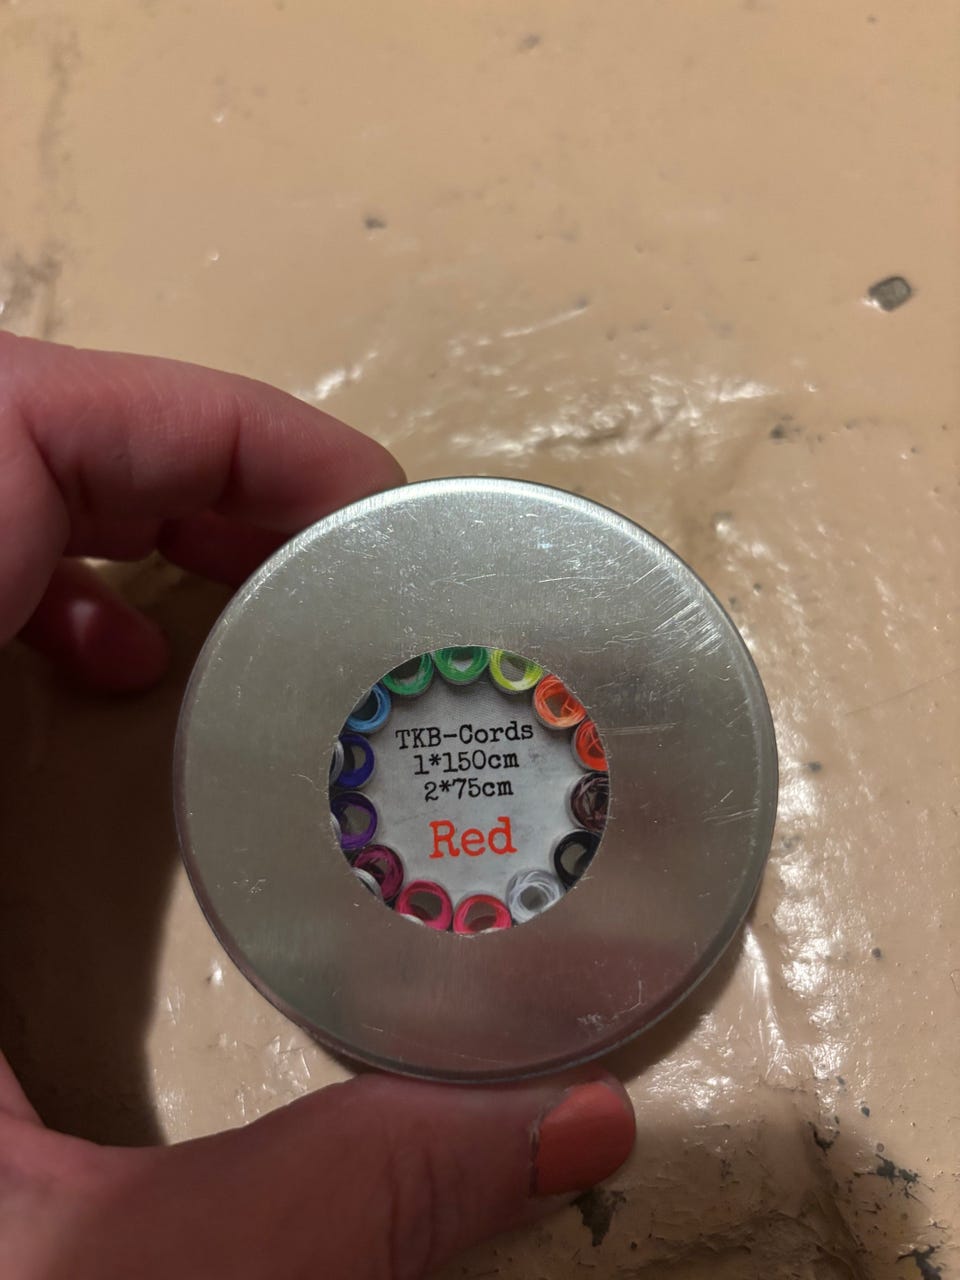 TKB-Cords
1*150cm
2*75cm
Red